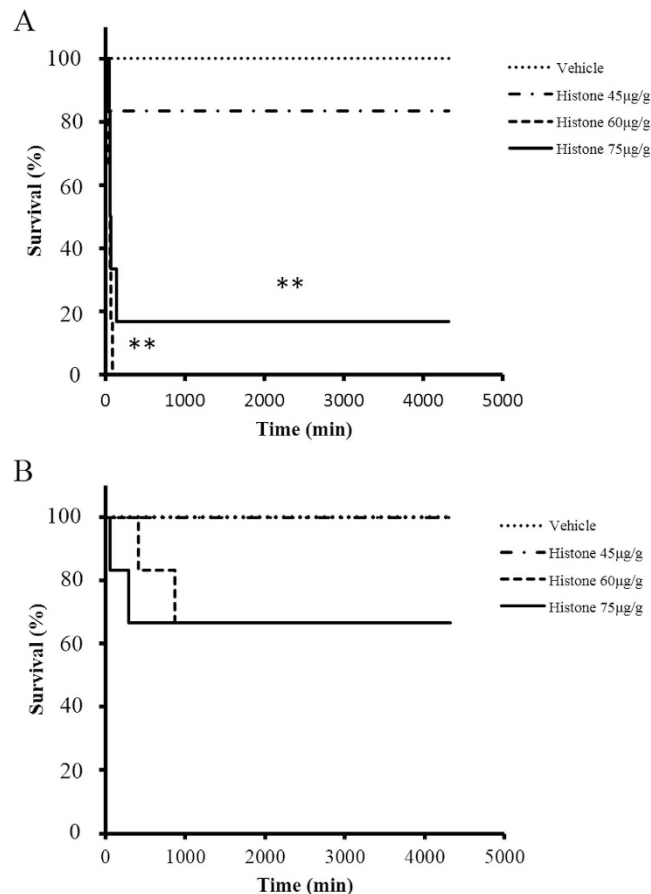 A
100
80
60
40
20
0
Survival (%)
**
**
0 1000 2000 3000 4000 5000
Time (min)
Vehicle
Histone 45µg/g
Histone 60µg/g
Histone 75µg/g
B
100
80
60
40
20
0
Survival (%)
0 1000 2000 3000 4000 5000
Time (min)
Vehicle
Histone 45µg/g
Histone 60µg/g
Histone 75µg/g